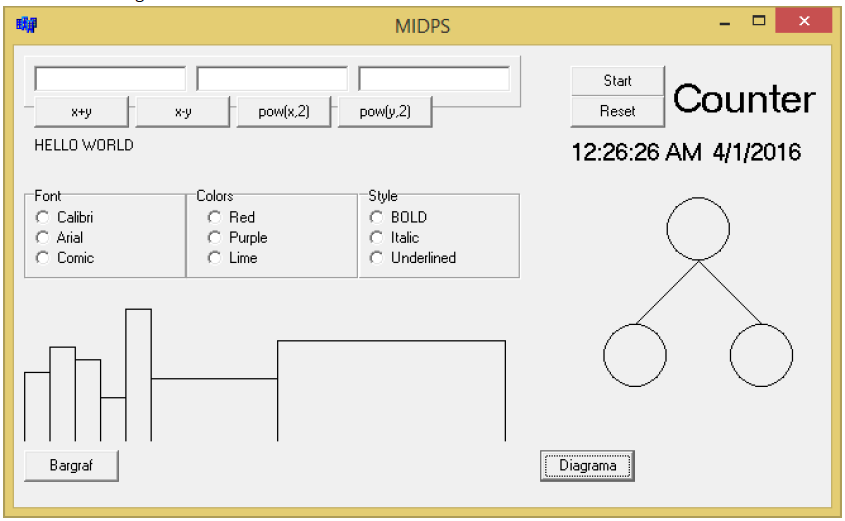 MIDPS
x+y x-y pow(x,2) pow(y,2)
HELLO WORLD
Start
Reset
Counter
12:26:26 AM 4/1/2016
Font
Calibri
Arial
Comic
Colors
Red
Purple
Lime
Style
BOLD
Italic
Underlined
Bargraf
Diagrama